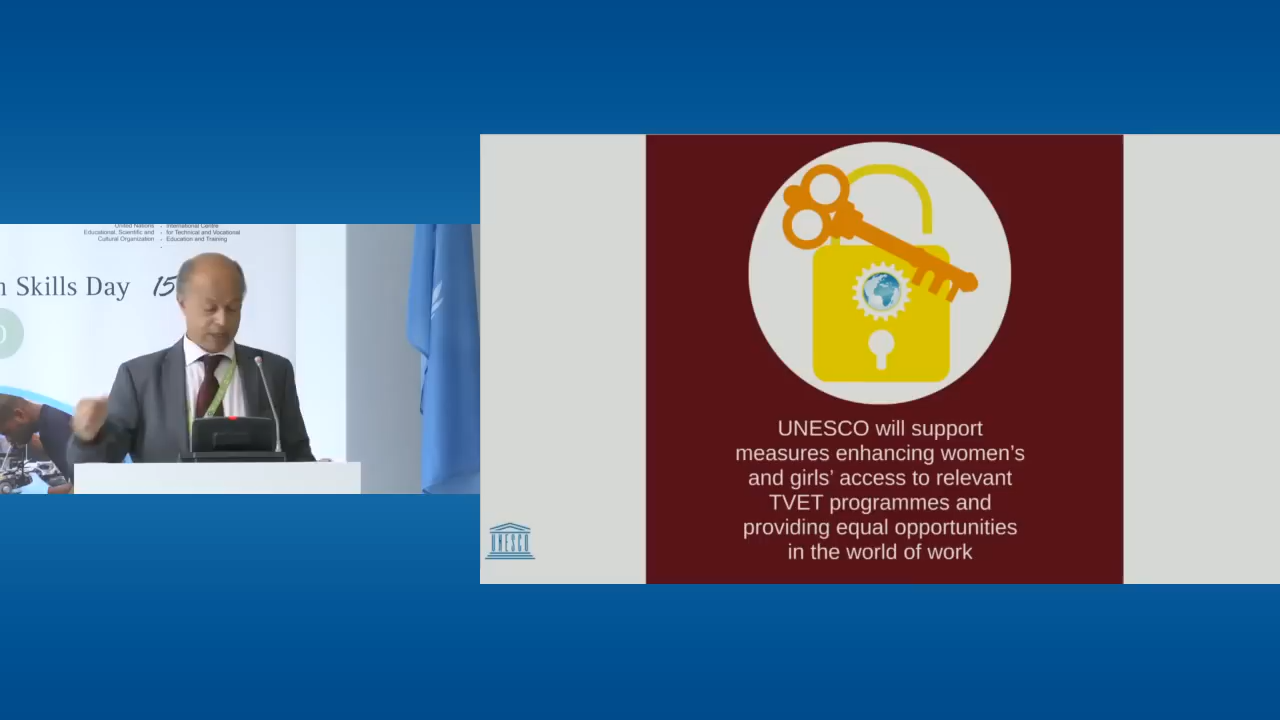 United Nations
Educational, Scientific and
Cultural Organization
International Centre
for Technical and Vocational
Education and Training
Skills Day 15
UNESCO will support
measures enhancing women's
and girls' access to relevant
TVET programmes and
providing equal opportunities
in the world of work
UNESCO